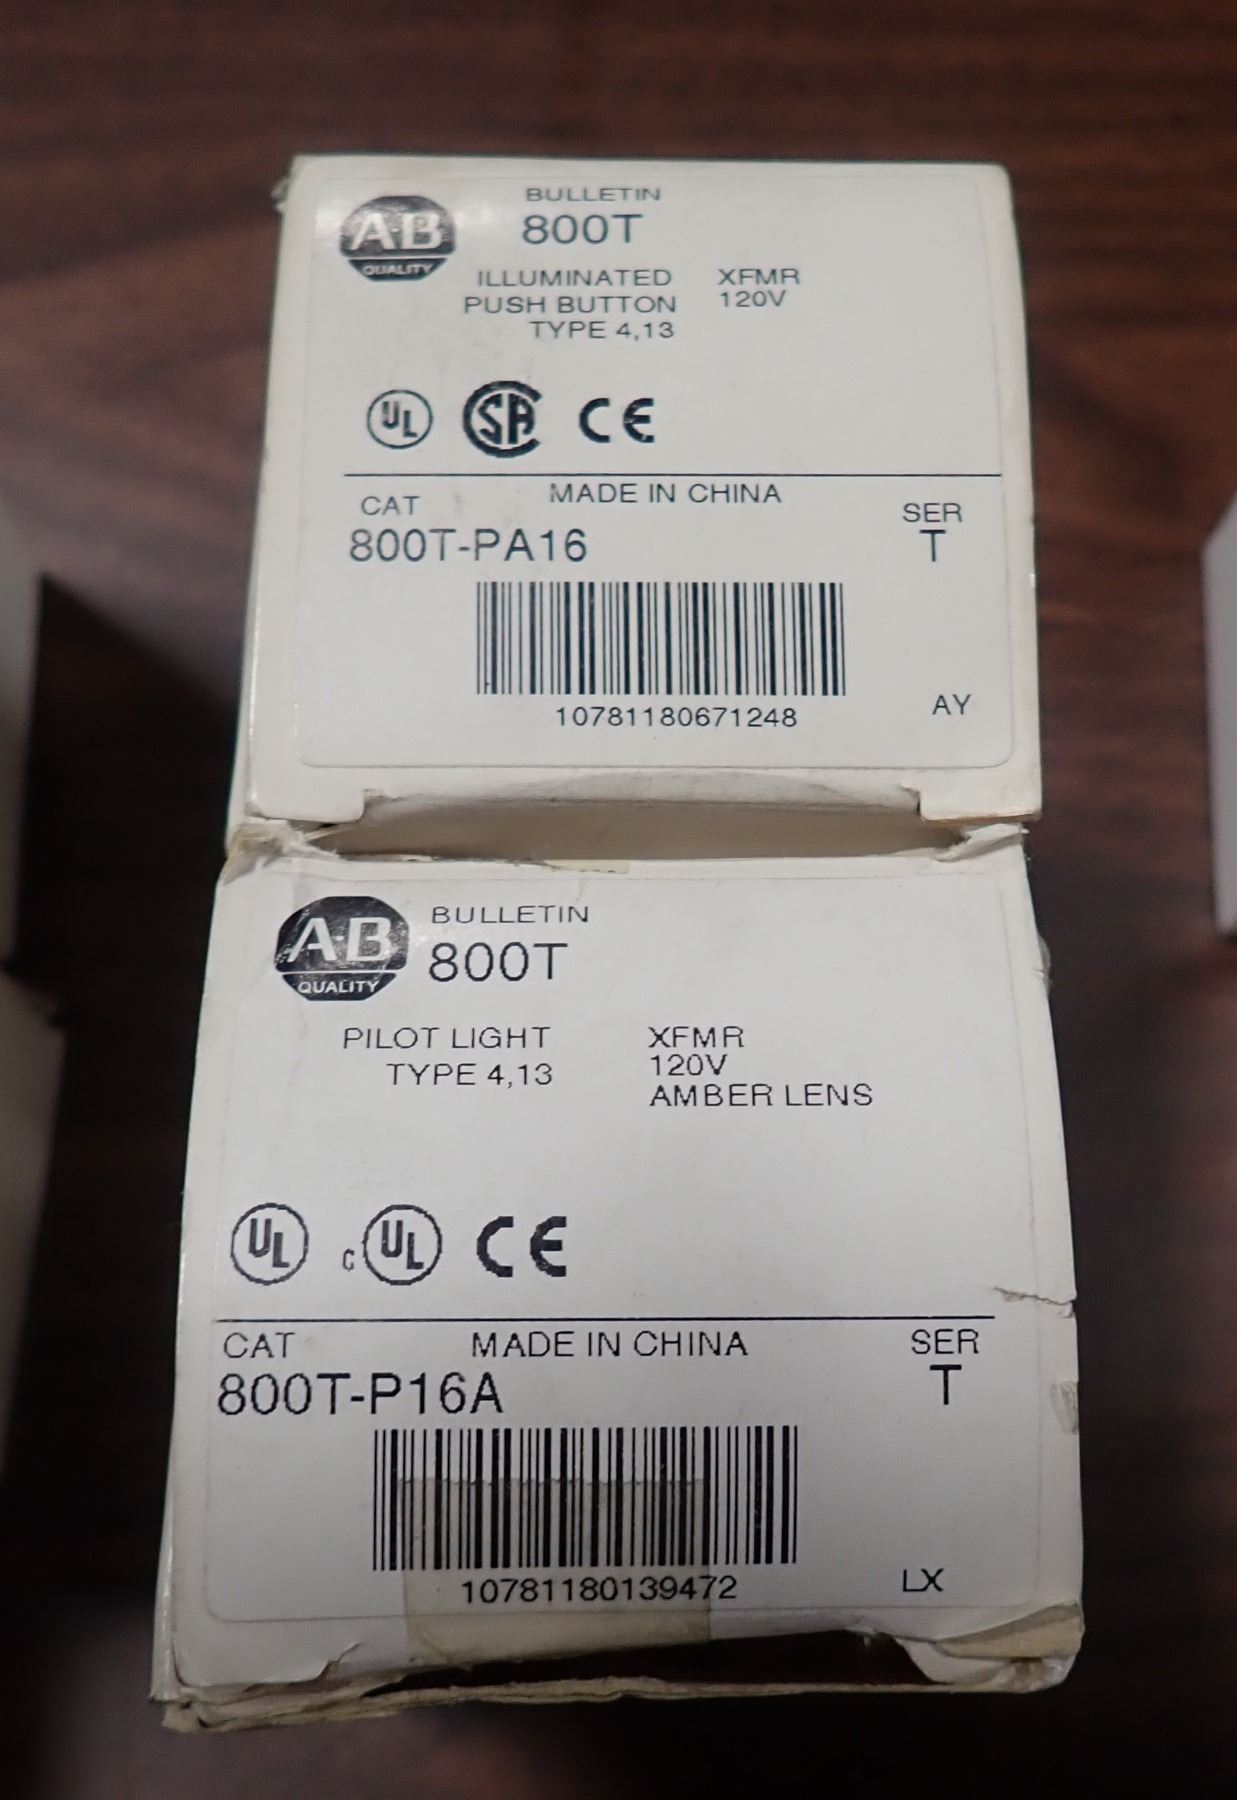 A-B
QUALITY
BULLETIN
800T
ILLUMINATED
PUSH BUTTON
TYPE 4,13
XFMR
120V
UL SA CE
CAT
MADE IN CHINA
SER
800T-PA16
T
10781180671248
AY
A-B
QUALITY
BULLETIN
800T
PILOT LIGHT
TYPE 4,13
XFMR
120V
AMBER LENS
UL C UL CE
CAT
MADE IN CHINA
SER
800T-P16A
T
10781180139472
LX